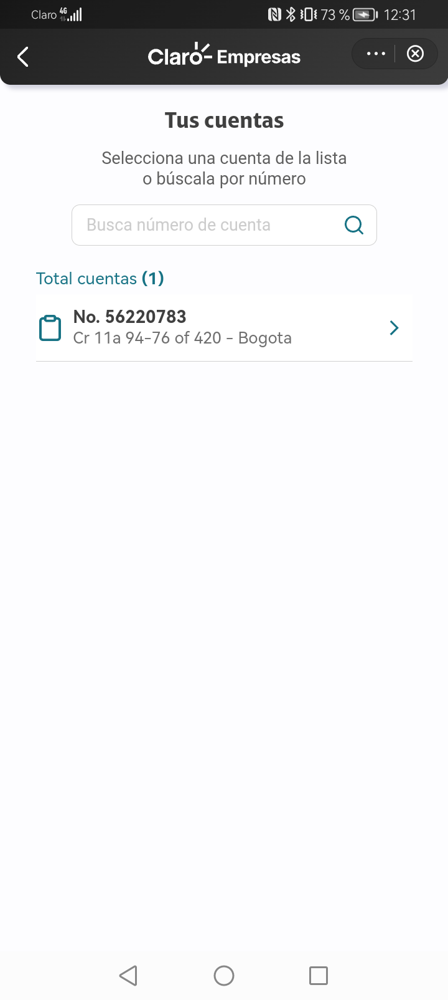 Claro 4G 73 % 12:31
Claro Empresas
Tus cuentas
Selecciona una cuenta de la lista
o búscala por número
Busca número de cuenta
Total cuentas (1)
No. 56220783
Cr 11a 94-76 of 420 - Bogota